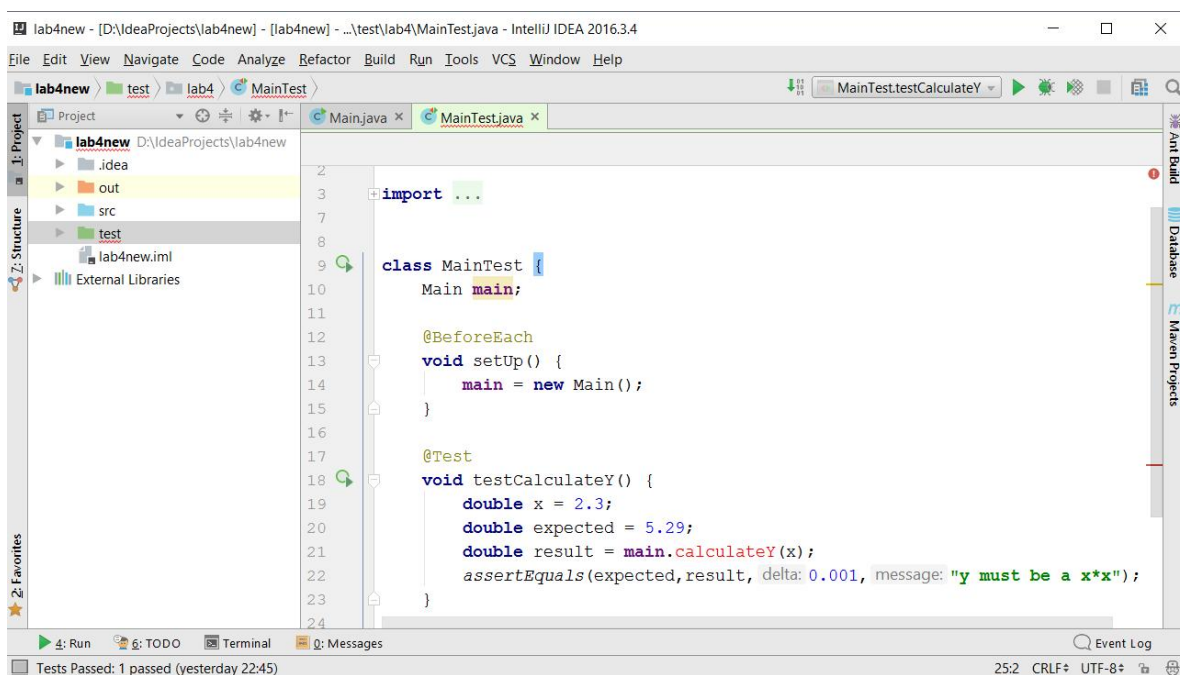 lab4new - [D:\IdeaProjects\lab4new] - [lab4new] - ...\test\lab4\MainTest.java - IntelliJ IDEA 2016.3.4
File Edit View Navigate Code Analyze Refactor Build Run Tools VCS Window Help
lab4new test lab4 MainTest MainTest.testCalculateY
Project Main.java MainTest.java
1: Project
Z: Structure
2: Favorites
lab4new D:\IdeaProjects\lab4new
.idea
out
src
test
lab4new.iml
External Libraries
2
3 import ...
7
8
9 class MainTest {
10 Main main;
11
12 @BeforeEach
13 void setUp() {
14 main = new Main();
15 }
16
17 @Test
18 void testCalculateY() {
19 double x = 2.3;
20 double expected = 5.29;
21 double result = main.calculateY(x);
22 assertEquals(expected,result, delta: 0.001, message: "y must be a x*x");
23 }
24
Ant Build
Database
Maven Projects
4: Run 6: TODO Terminal 0: Messages Event Log
Tests Passed: 1 passed (yesterday 22:45) 25:2 CRLF UTF-8